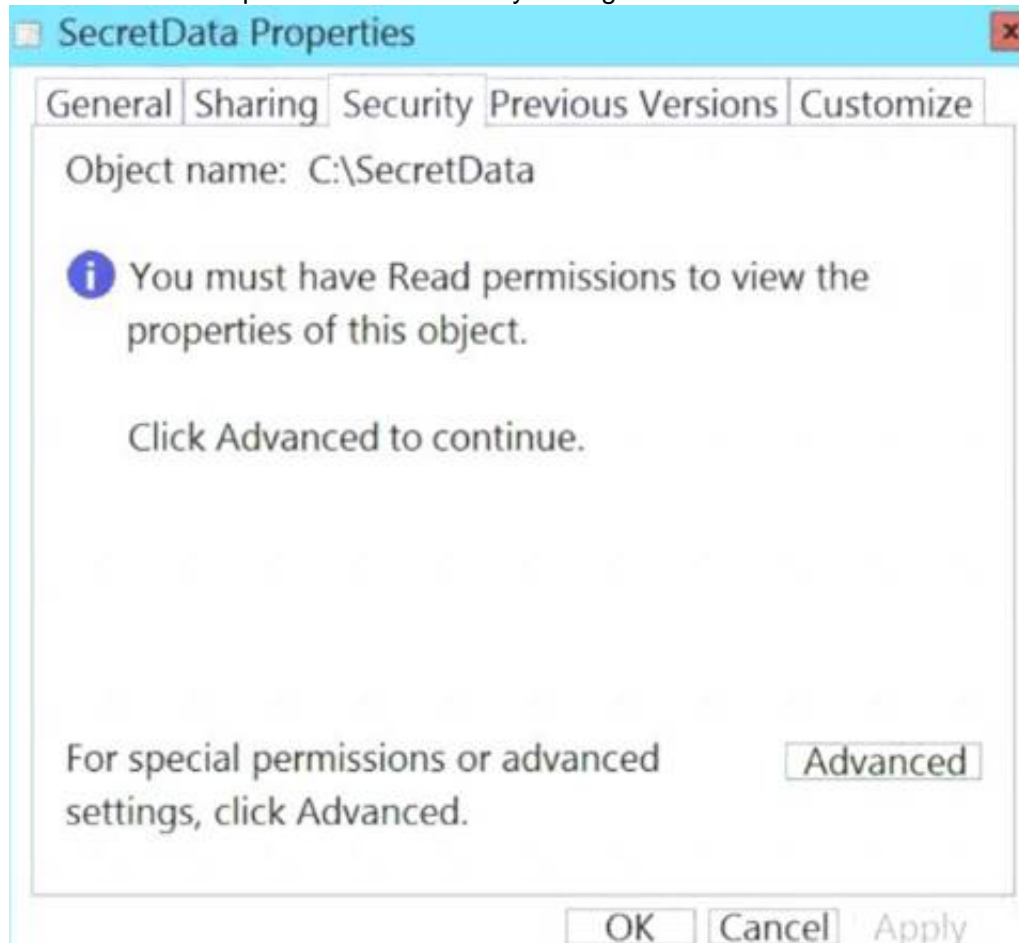 SecretData Properties
x
General Sharing Security Previous Versions Customize
Object name: C:\SecretData
i You must have Read permissions to view the
properties of this object.
Click Advanced to continue.
For special permissions or advanced Advanced
settings, click Advanced.
OK Cancel Apply